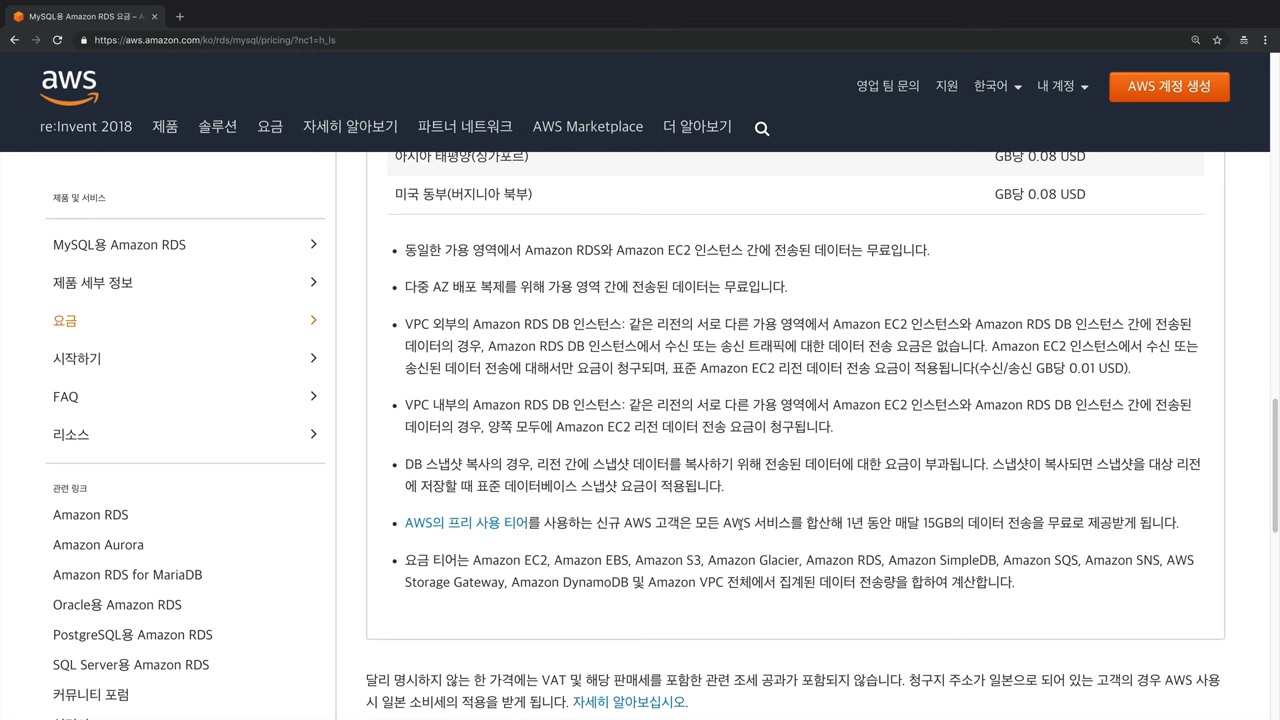 MySQL용 Amazon RDS 요금 – A
https://aws.amazon.com/ko/rds/mysql/pricing/?nc1=h_ls
aws
영업 팀 문의 지원 한국어 내 계정 AWS 계정 생성
re:Invent 2018 제품 솔루션 요금 자세히 알아보기 파트너 네트워크 AWS Marketplace 더 알아보기
제품 및 서비스
MySQL용 Amazon RDS
제품 세부 정보
요금
시작하기
FAQ
리소스
관련 링크
Amazon RDS
Amazon Aurora
Amazon RDS for MariaDB
Oracle용 Amazon RDS
PostgreSQL용 Amazon RDS
SQL Server용 Amazon RDS
커뮤니티 포럼
아시아 태평양(싱가포르) GB당 0.08 USD
미국 동부(버지니아 북부) GB당 0.08 USD
• 동일한 가용 영역에서 Amazon RDS와 Amazon EC2 인스턴스 간에 전송된 데이터는 무료입니다.
• 다중 AZ 배포 복제를 위해 가용 영역 간에 전송된 데이터는 무료입니다.
• VPC 외부의 Amazon RDS DB 인스턴스: 같은 리전의 서로 다른 가용 영역에서 Amazon EC2 인스턴스와 Amazon RDS DB 인스턴스 간에 전송된
데이터의 경우, Amazon RDS DB 인스턴스에서 수신 또는 송신 트래픽에 대한 데이터 전송 요금은 없습니다. Amazon EC2 인스턴스에서 수신 또는
송신된 데이터 전송에 대해서만 요금이 청구되며, 표준 Amazon EC2 리전 데이터 전송 요금이 적용됩니다(수신/송신 GB당 0.01 USD).
• VPC 내부의 Amazon RDS DB 인스턴스: 같은 리전의 서로 다른 가용 영역에서 Amazon EC2 인스턴스와 Amazon RDS DB 인스턴스 간에 전송된
데이터의 경우, 양쪽 모두에 Amazon EC2 리전 데이터 전송 요금이 청구됩니다.
• DB 스냅샷 복사의 경우, 리전 간에 스냅샷 데이터를 복사하기 위해 전송된 데이터에 대한 요금이 부과됩니다. 스냅샷이 복사되면 스냅샷을 대상 리전
에 저장할 때 표준 데이터베이스 스냅샷 요금이 적용됩니다.
• AWS의 프리 사용 티어를 사용하는 신규 AWS 고객은 모든 AWS 서비스를 합산해 1년 동안 매달 15GB의 데이터 전송을 무료로 제공받게 됩니다.
• 요금 티어는 Amazon EC2, Amazon EBS, Amazon S3, Amazon Glacier, Amazon RDS, Amazon SimpleDB, Amazon SQS, Amazon SNS, AWS
Storage Gateway, Amazon DynamoDB 및 Amazon VPC 전체에서 집계된 데이터 전송량을 합하여 계산합니다.
달리 명시하지 않는 한 가격에는 VAT 및 해당 판매세를 포함한 관련 조세 공과가 포함되지 않습니다. 청구지 주소가 일본으로 되어 있는 고객의 경우 AWS 사용
시 일본 소비세의 적용을 받게 됩니다. 자세히 알아보십시오.